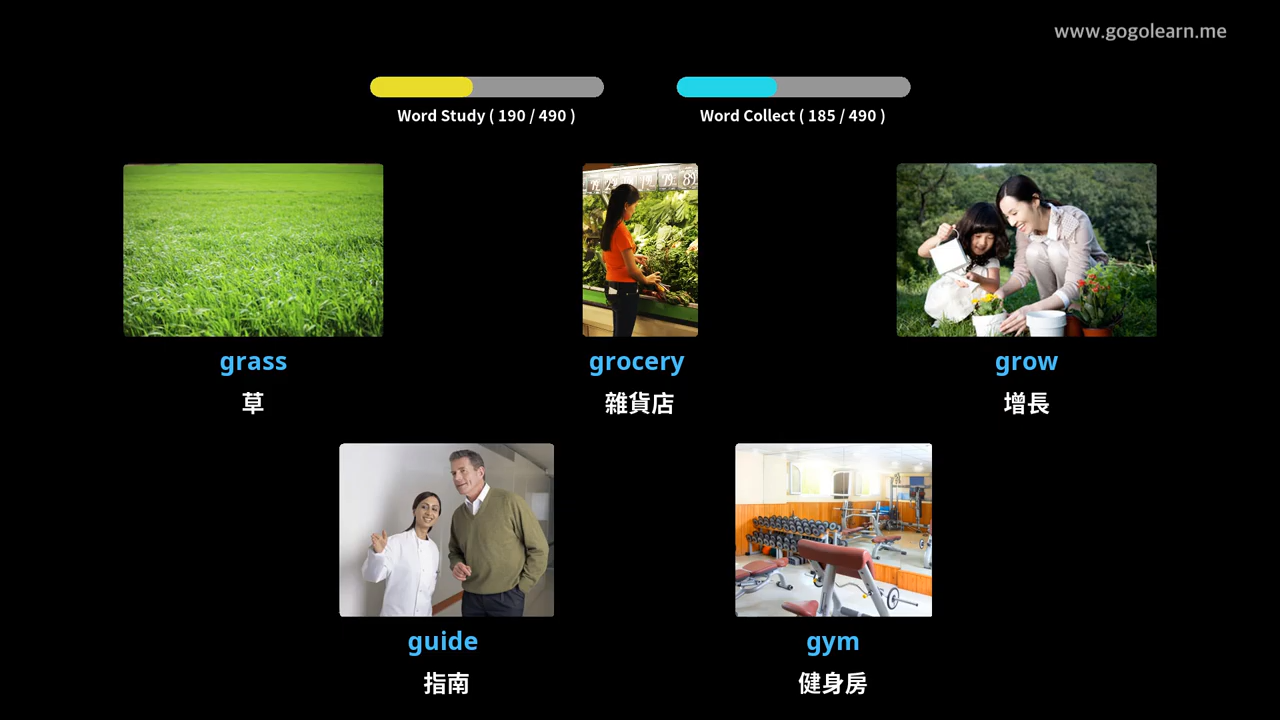 www.gogolearn.me
Word Study ( 190 / 490 )
Word Collect ( 185 / 490 )
grass
草
grocery
雜貨店
grow
增長
guide
指南
gym
健身房